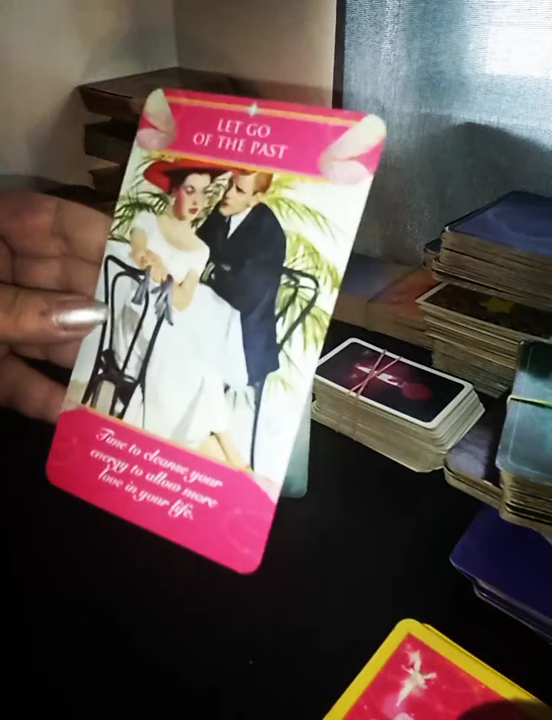 LET GO
OF THE PAST
Time to cleanse your
energy to allow more
love in your life.